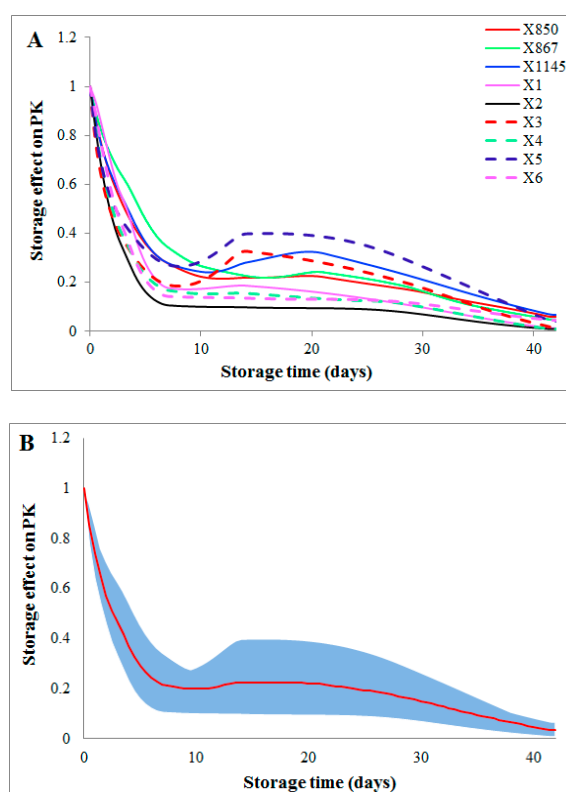 A
Storage effect on PK
1.2
1
0.8
0.6
0.4
0.2
0
0
10
20
30
40
Storage time (days)
X850
X867
X1145
X1
X2
X3
X4
X5
X6
B
Storage effect on PK
1.2
1
0.8
0.6
0.4
0.2
0
0
10
20
30
40
Storage time (days)